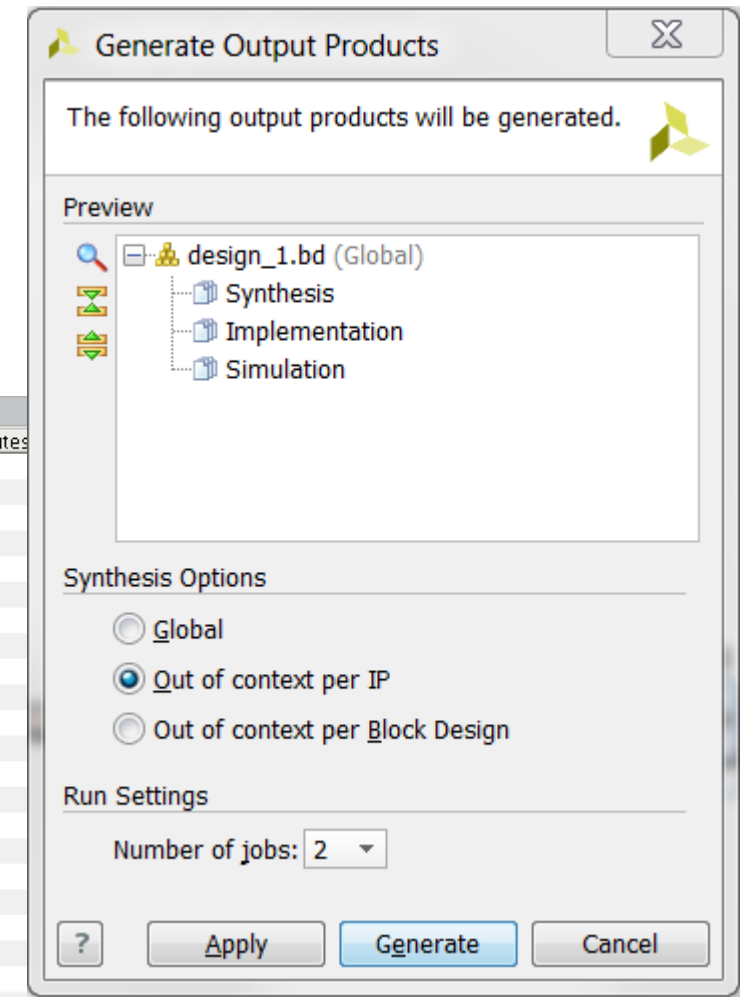 Generate Output Products
The following output products will be generated.
Preview
design_1.bd (Global)
Synthesis
Implementation
Simulation
utes
Synthesis Options
Global
Out of context per IP
Out of context per Block Design
Run Settings
Number of jobs: 2
? Apply Generate Cancel